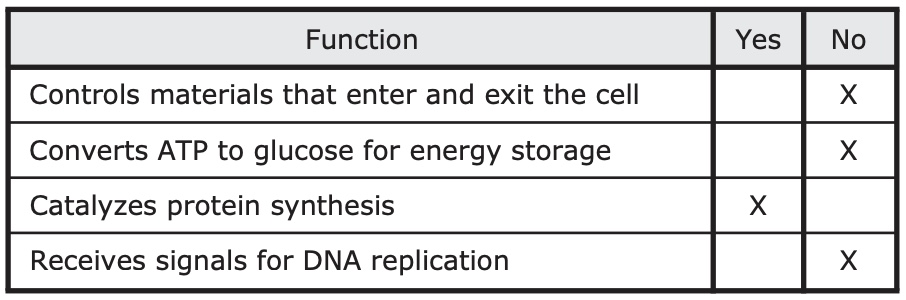 Function Yes No
Controls materials that enter and exit the cell X
Converts ATP to glucose for energy storage X
Catalyzes protein synthesis X
Receives signals for DNA replication X